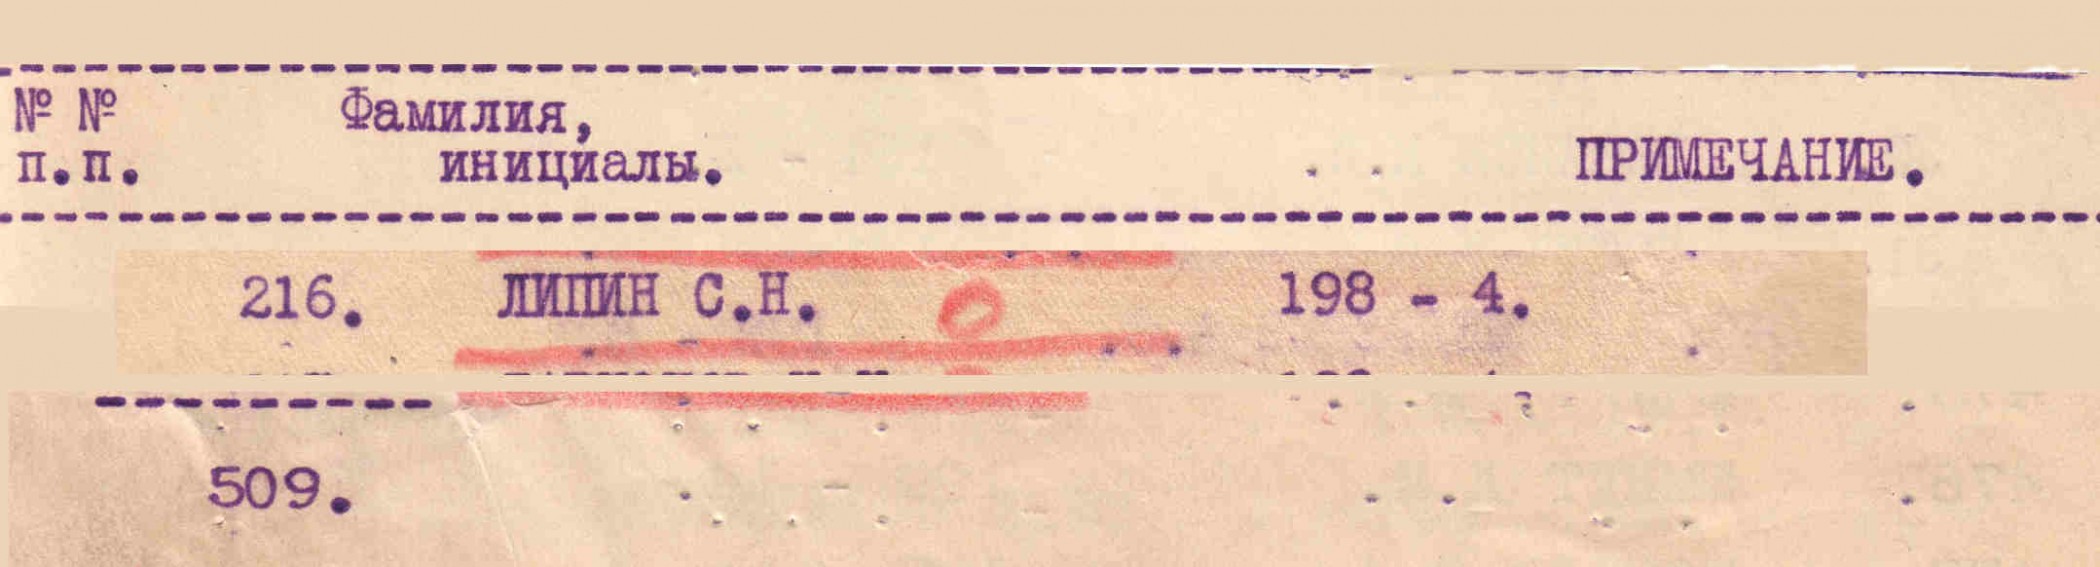 № № Фамилия,
п.п. инициалы. ПРИМЕЧАНИЕ.
216. ЛИПИН С.Н. 198 - 4.
509.